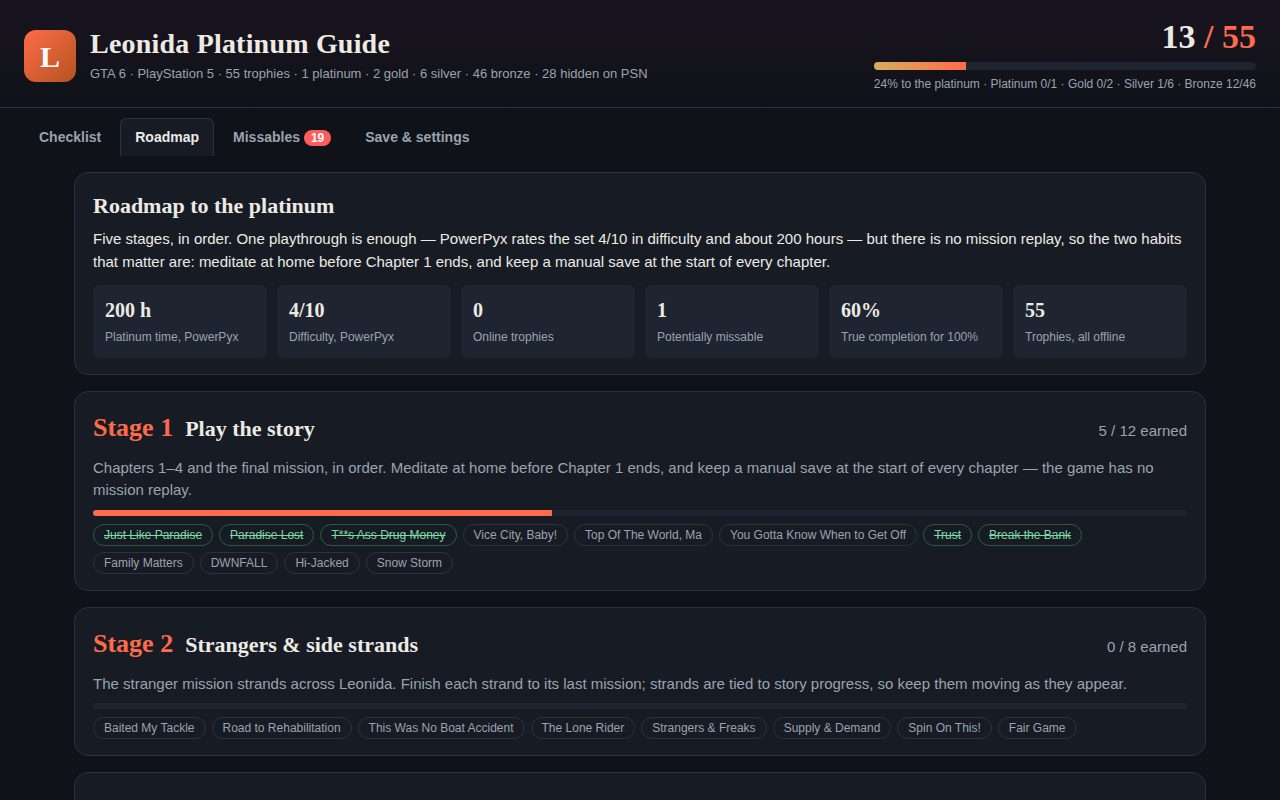 L
Leonida Platinum Guide
GTA 6 · PlayStation 5 · 55 trophies · 1 platinum · 2 gold · 6 silver · 46 bronze · 28 hidden on PSN
13 / 55
24% to the platinum · Platinum 0/1 · Gold 0/2 · Silver 1/6 · Bronze 12/46
Checklist Roadmap Missables 19 Save & settings
Roadmap to the platinum
Five stages, in order. One playthrough is enough — PowerPyx rates the set 4/10 in difficulty and about 200 hours — but there is no mission replay, so the two habits
that matter are: meditate at home before Chapter 1 ends, and keep a manual save at the start of every chapter.
200 h 4/10 0 1 60% 55
Platinum time, PowerPyx Difficulty, PowerPyx Online trophies Potentially missable True completion for 100% Trophies, all offline
Stage 1 Play the story 5 / 12 earned
Chapters 1–4 and the final mission, in order. Meditate at home before Chapter 1 ends, and keep a manual save at the start of every chapter — the game has no
mission replay.
Just Like Paradise Paradise Lost T**s Ass Drug Money Vice City, Baby! Top Of The World, Ma You Gotta Know When to Get Off Trust Break the Bank
Family Matters DWNFALL Hi-Jacked Snow Storm
Stage 2 Strangers & side strands 0 / 8 earned
The stranger mission strands across Leonida. Finish each strand to its last mission; strands are tied to story progress, so keep them moving as they appear.
Baited My Tackle Road to Rehabilitation This Was No Boat Accident The Lone Rider Strangers & Freaks Supply & Demand Spin On This! Fair Game